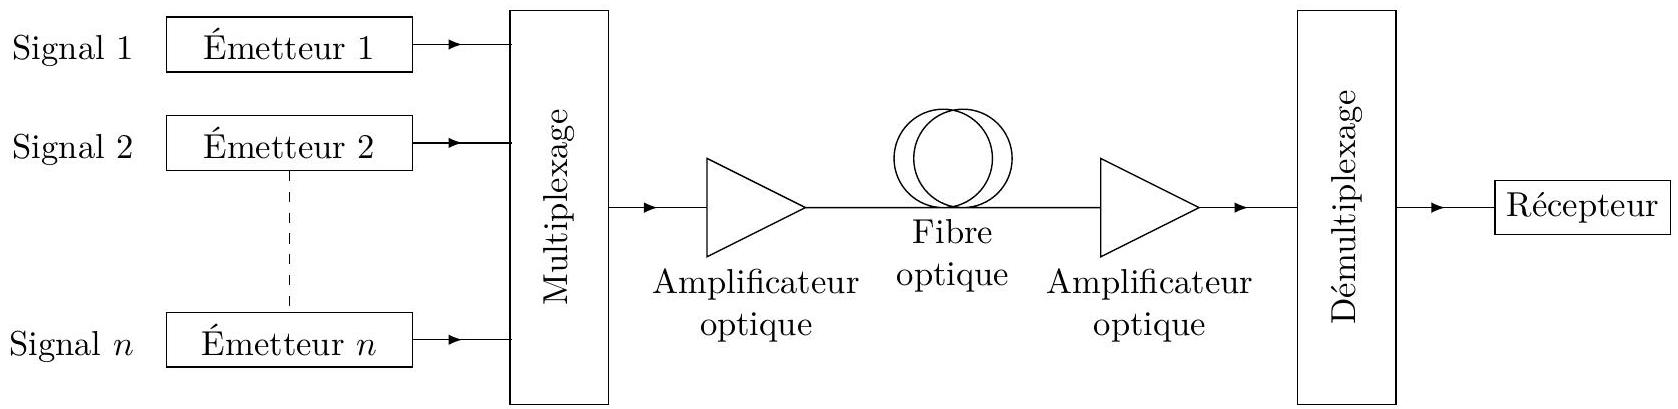 Signal 1
Émetteur 1
Signal 2
Émetteur 2
Signal n
Émetteur n
Multiplexage
Amplificateur
optique
Fibre
optique
Amplificateur
optique
Démultiplexage
Récepteur